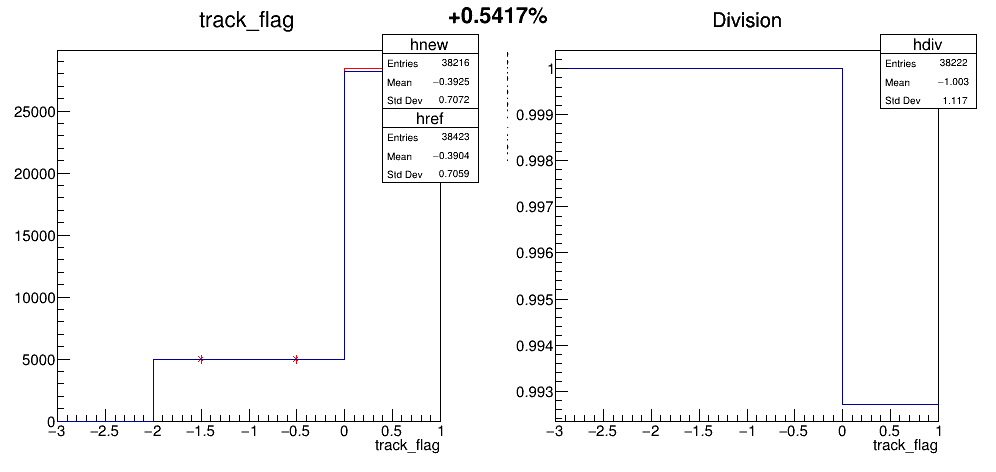 track_flag
+0.5417%
Division
hnew
Entries 38216
Mean −0.3925
Std Dev 0.7072
href
Entries 38423
Mean −0.3904
Std Dev 0.7059
25000
20000
15000
10000
5000
0
−3 −2.5 −2 −1.5 −1 −0.5 0 0.5 1
track_flag
hdiv
Entries 38222
Mean −1.003
Std Dev 1.117
1
0.999
0.998
0.997
0.996
0.995
0.994
0.993
−3 −2.5 −2 −1.5 −1 −0.5 0 0.5 1
track_flag